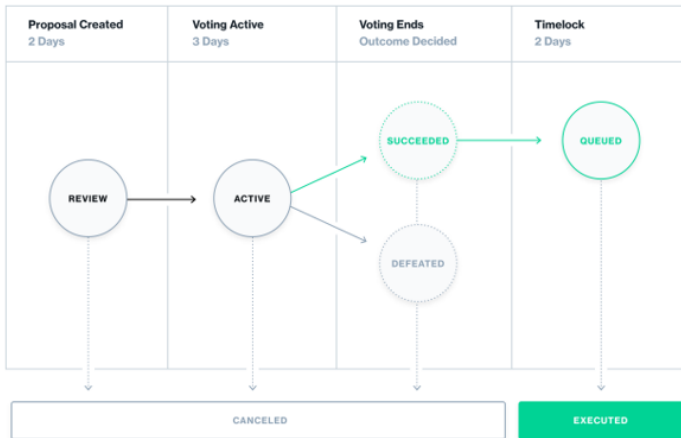 Proposal Created
2 Days
Voting Active
3 Days
Voting Ends
Outcome Decided
Timelock
2 Days
REVIEW
ACTIVE
SUCCEEDED
QUEUED
DEFEATED
CANCELED
EXECUTED